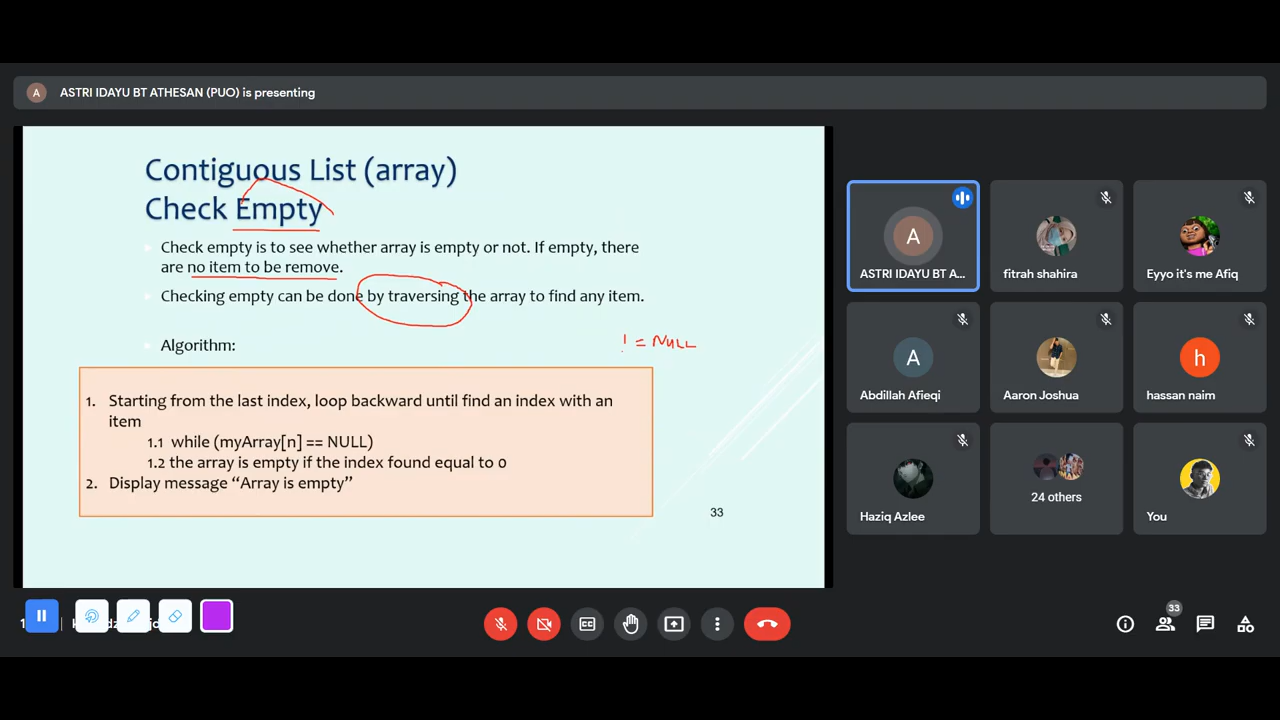 A ASTRI IDAYU BT ATHESAN (PUO) is presenting
Contiguous List (array)
Check Empty
Check empty is to see whether array is empty or not. If empty, there
are no item to be remove.
Checking empty can be done by traversing the array to find any item.
Algorithm:
! = NULL
1. Starting from the last index, loop backward until find an index with an
item
1.1 while (myArray[n] == NULL)
1.2 the array is empty if the index found equal to 0
2. Display message “Array is empty”
33
A
ASTRI IDAYU BT A...
fitrah shahira
Eyyo it's me Afiq
A
Abdillah Afieqi
Aaron Joshua
h
hassan naim
Haziq Azlee
24 others
You
33